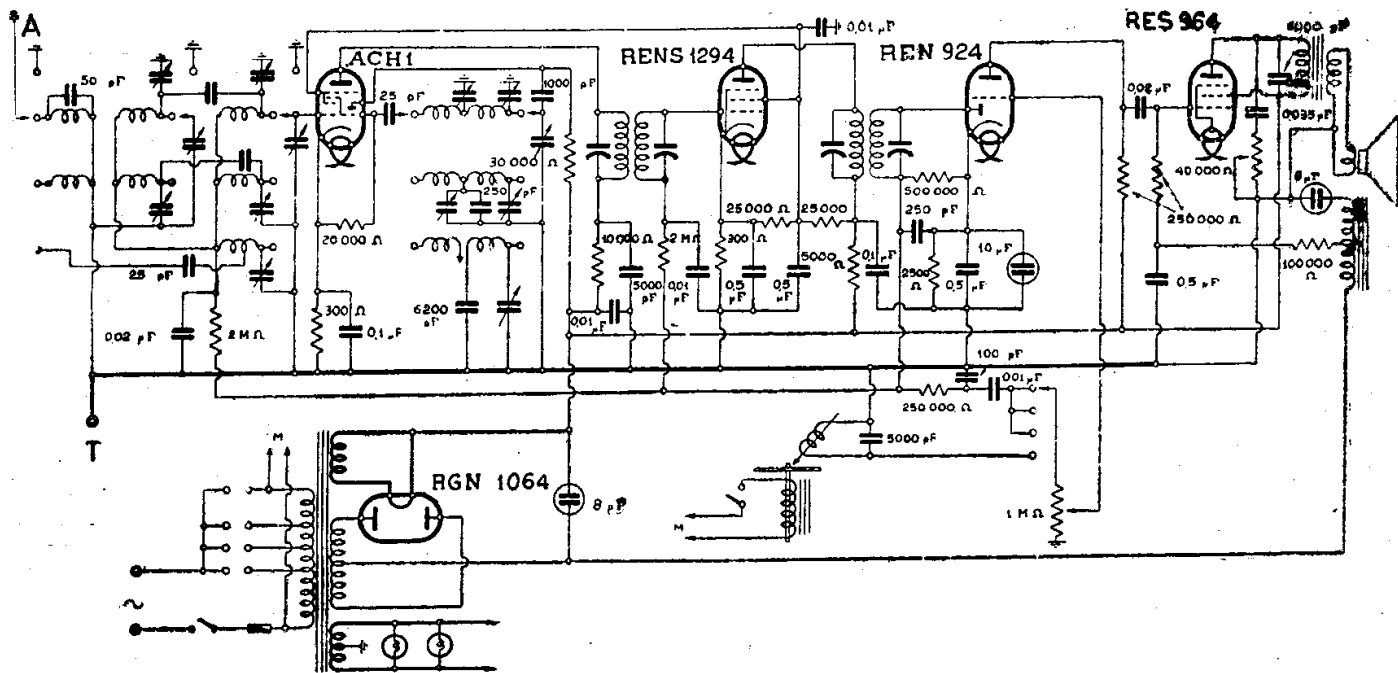 A
RES 964
ACH1
RENS 1294
REN 924
0,01 µF
50 pF
25 pF
1000 pF
0,02 µF
5000 pF
0,035 µF
30 000 Ω
250 pF
500 000 Ω
40 000 Ω
8 µF
250 000 Ω
20 000 Ω
25 000 Ω
25 000
250 pF
10 µF
100 000 Ω
25 pF
10 000 Ω
2 MΩ
300 Ω
5000 Ω
0,1 µF
2500 Ω
0,5 µF
0,5 µF
0,02 µF
2 MΩ
300 Ω
0,1 µF
6200 pF
0,01 µF
5000 pF
0,01 µF
0,5 µF
0,5 µF
100 pF
0,01 µF
250 000 Ω
T
M
5000 pF
RGN 1064
8 µF
M
1 MΩ
~